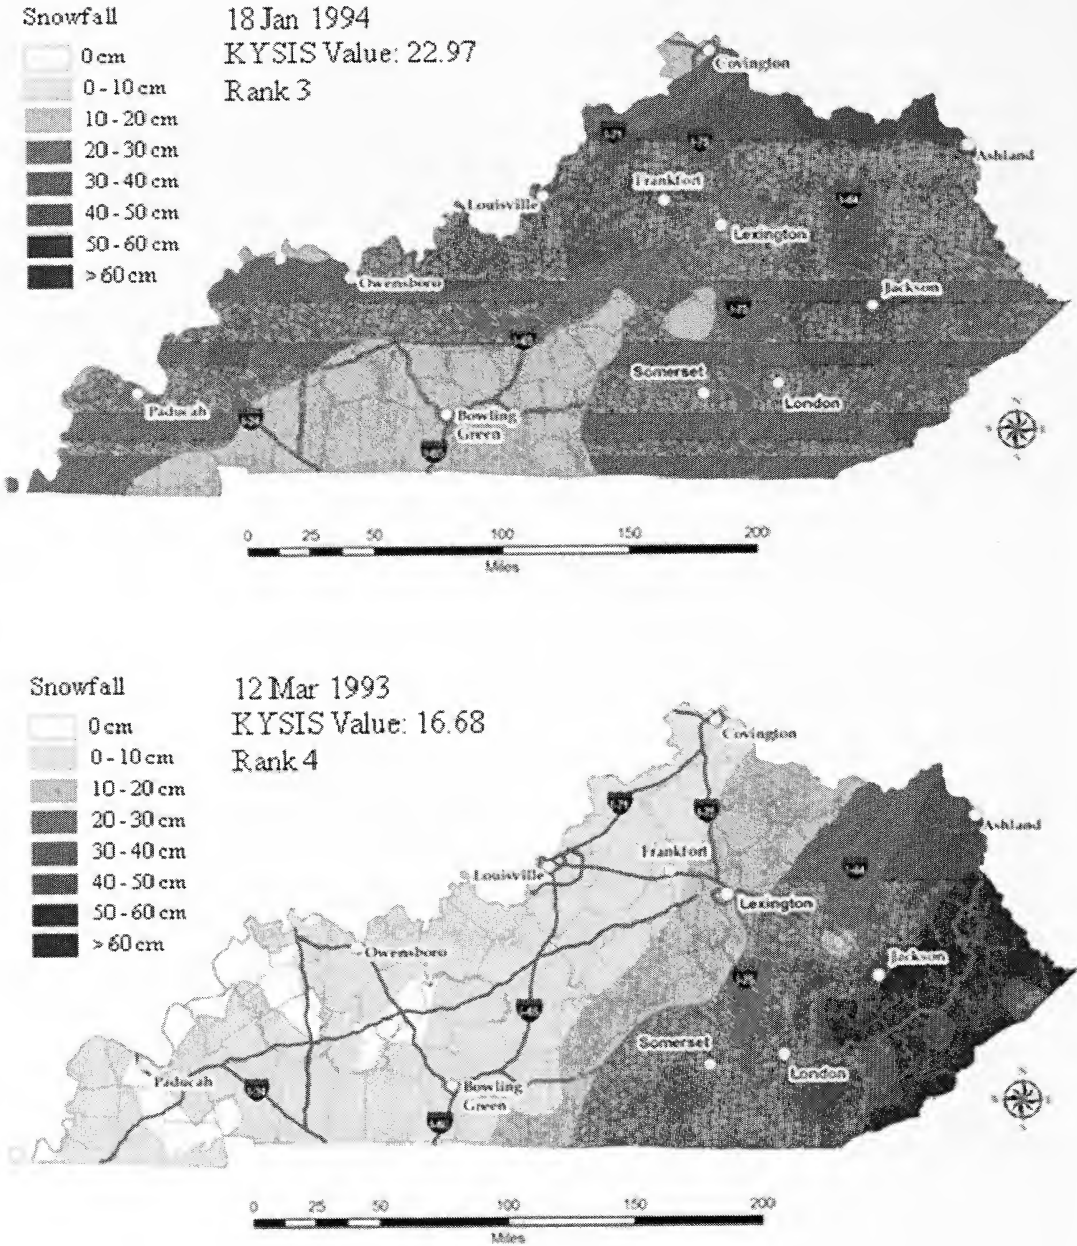 Snowfall
0 cm
0 - 10 cm
10 - 20 cm
20 - 30 cm
30 - 40 cm
40 - 50 cm
50 - 60 cm
> 60 cm
18 Jan 1994
KYSIS Value: 22.97
Rank 3
Covington
Ashland
Frankfort
Louisville
Lexington
Owensboro
Jackson
Somerset
London
Paducah
Bowling
Green
0 25 50 100 150 200
Miles
Snowfall
0 cm
0 - 10 cm
10 - 20 cm
20 - 30 cm
30 - 40 cm
40 - 50 cm
50 - 60 cm
> 60 cm
12 Mar 1993
KYSIS Value: 16.68
Rank 4
Covington
Ashland
Frankfort
Louisville
Lexington
Owensboro
Jackson
Somerset
London
Paducah
Bowling
Green
0 25 50 100 150 200
Miles